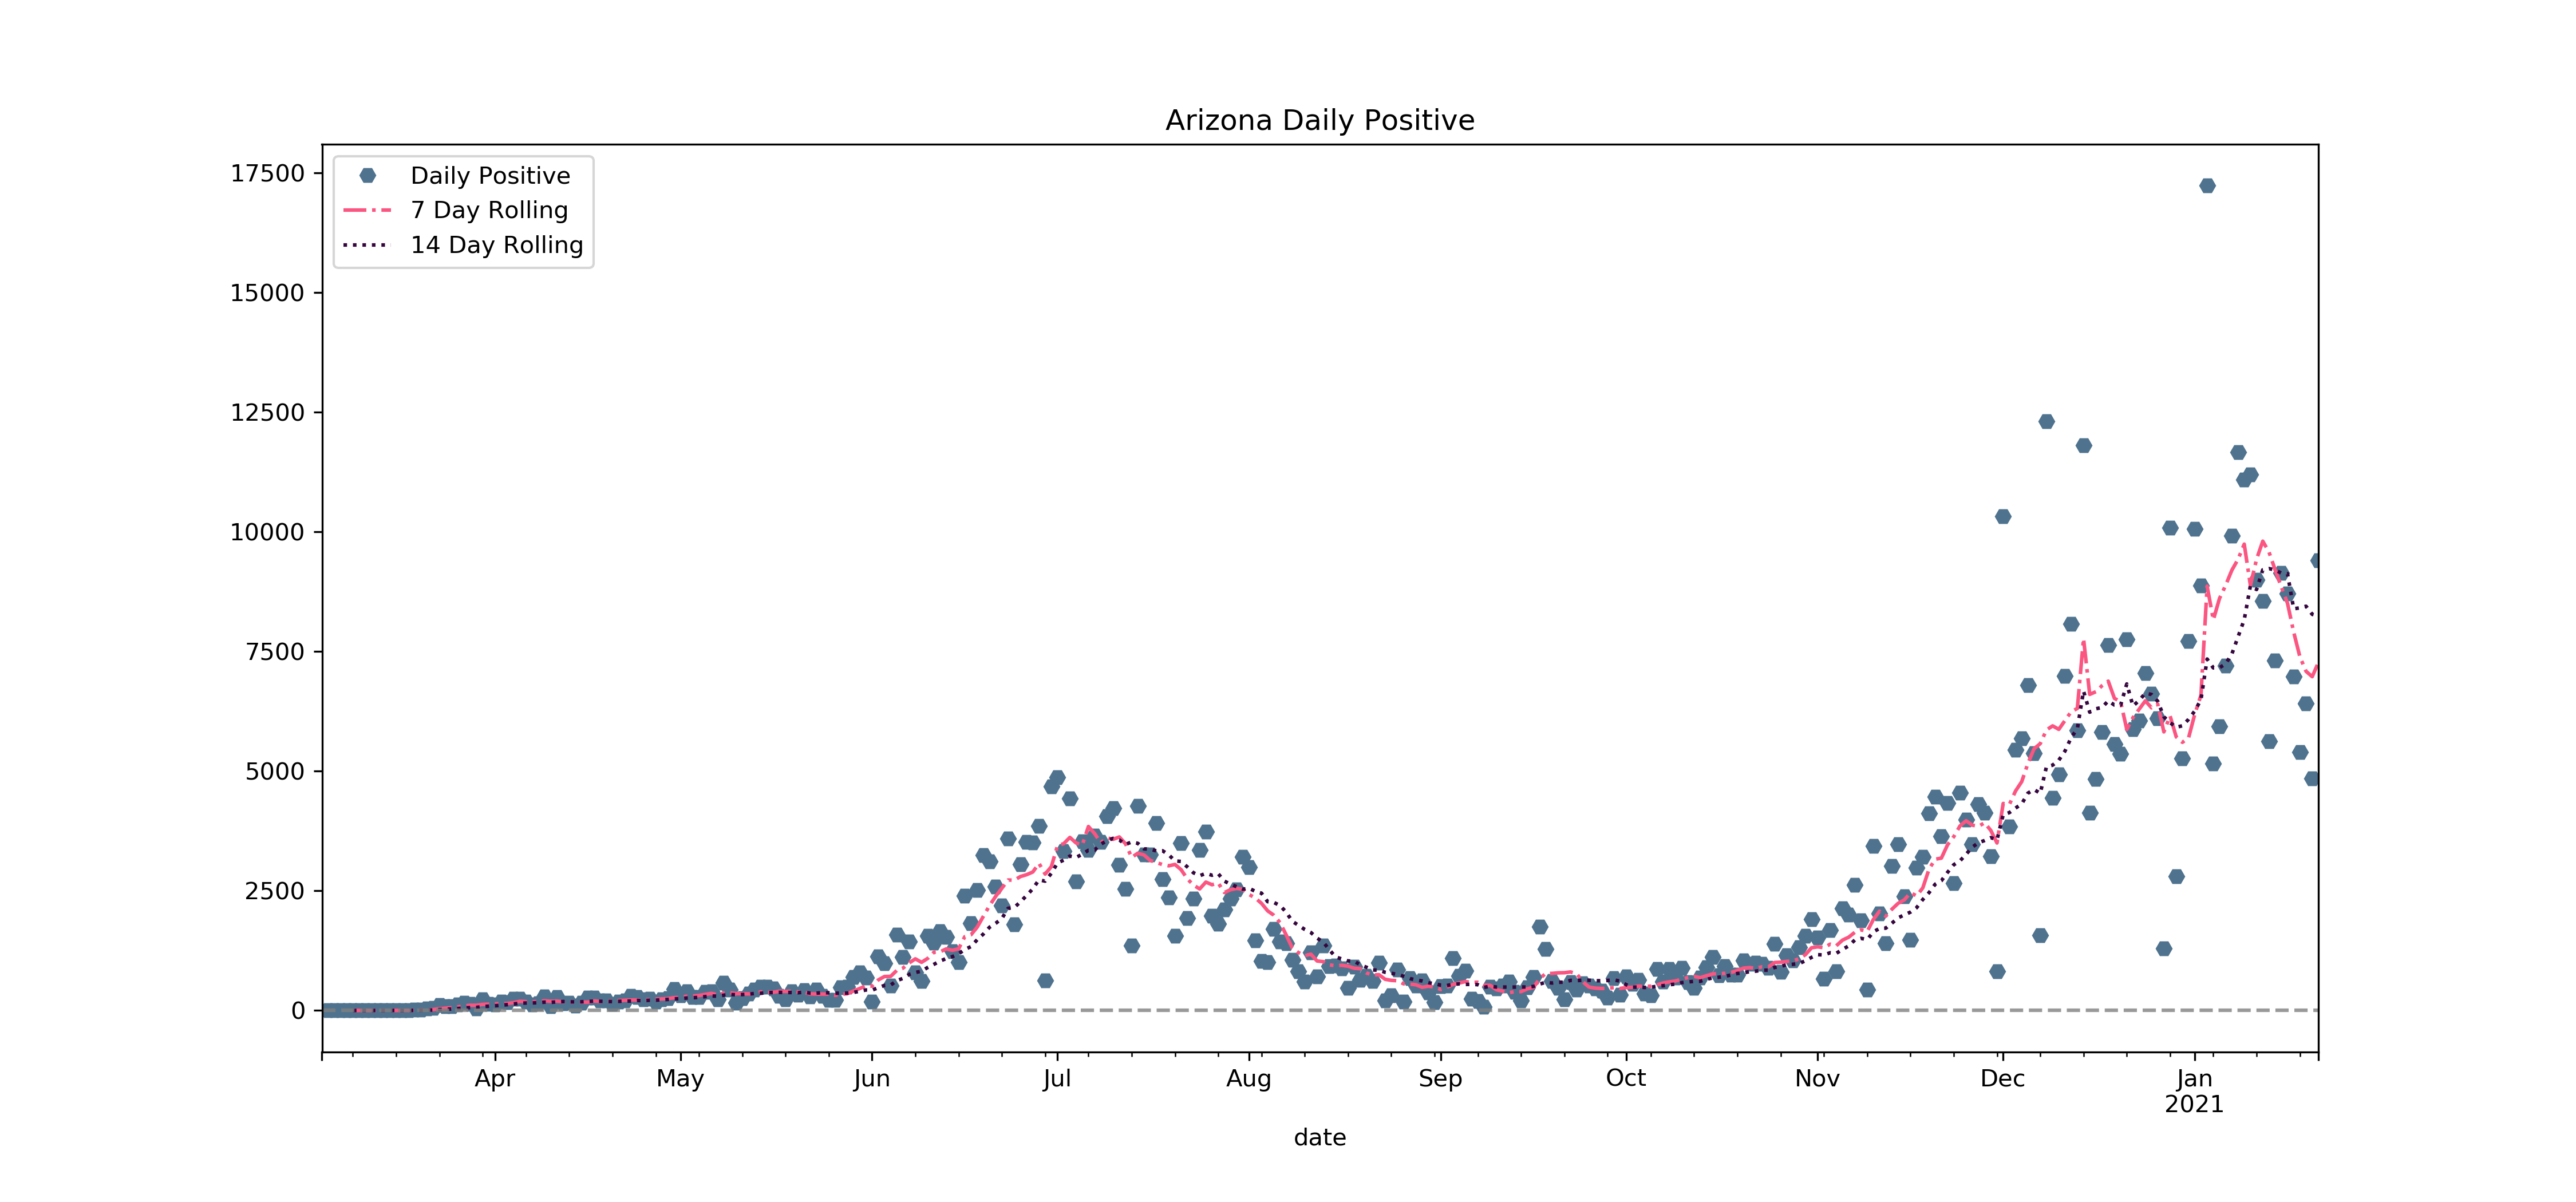 Arizona Daily Positive
17500
15000
12500
10000
7500
5000
2500
0
Daily Positive
7 Day Rolling
14 Day Rolling
Apr May Jun Jul Aug Sep Oct Nov Dec Jan
2021
date